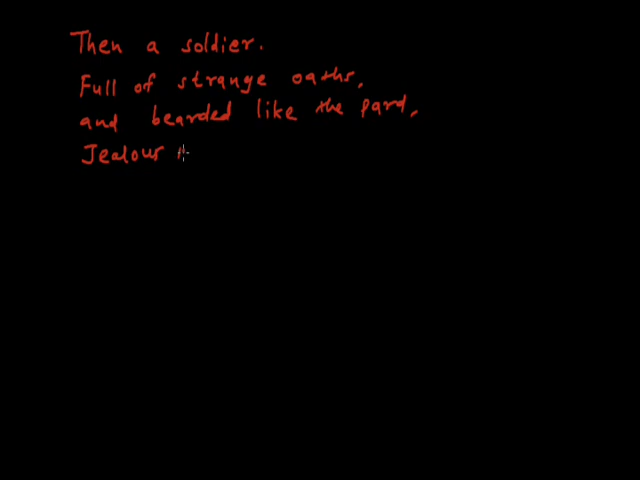 Then a soldier.
Full of strange oaths,
and bearded like the pard,
Jealous